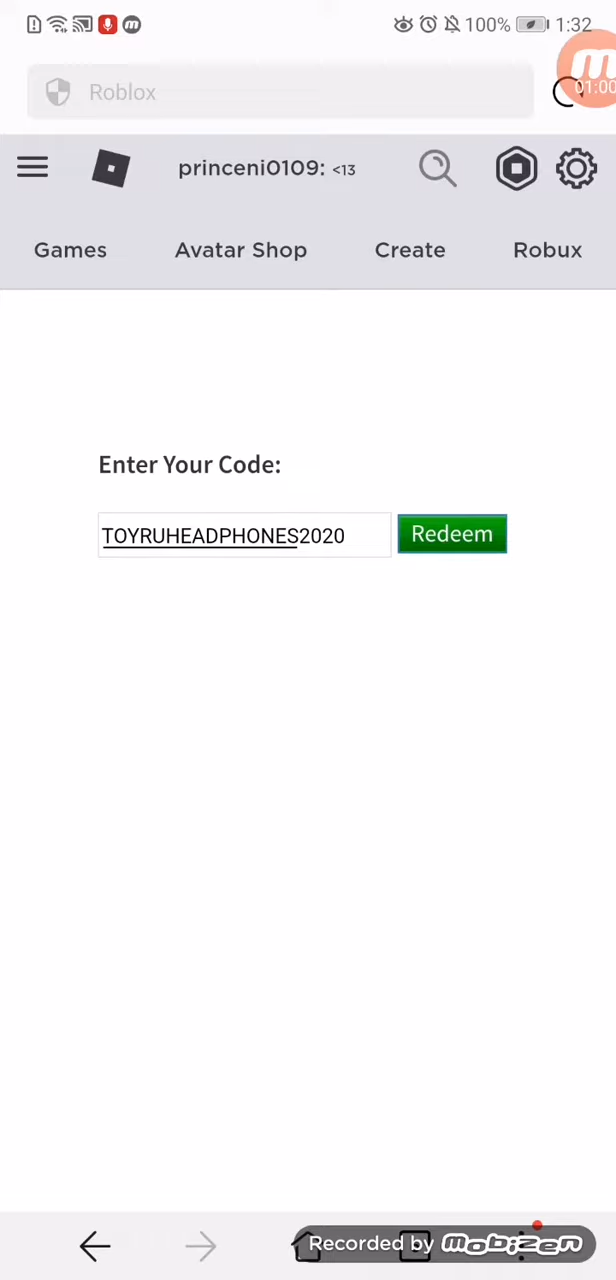 100% 1:32
Roblox
01:00
princeni0109: <13
Games Avatar Shop Create Robux
Enter Your Code:
TOYRUHEADPHONES2020 Redeem
Recorded by mobizen